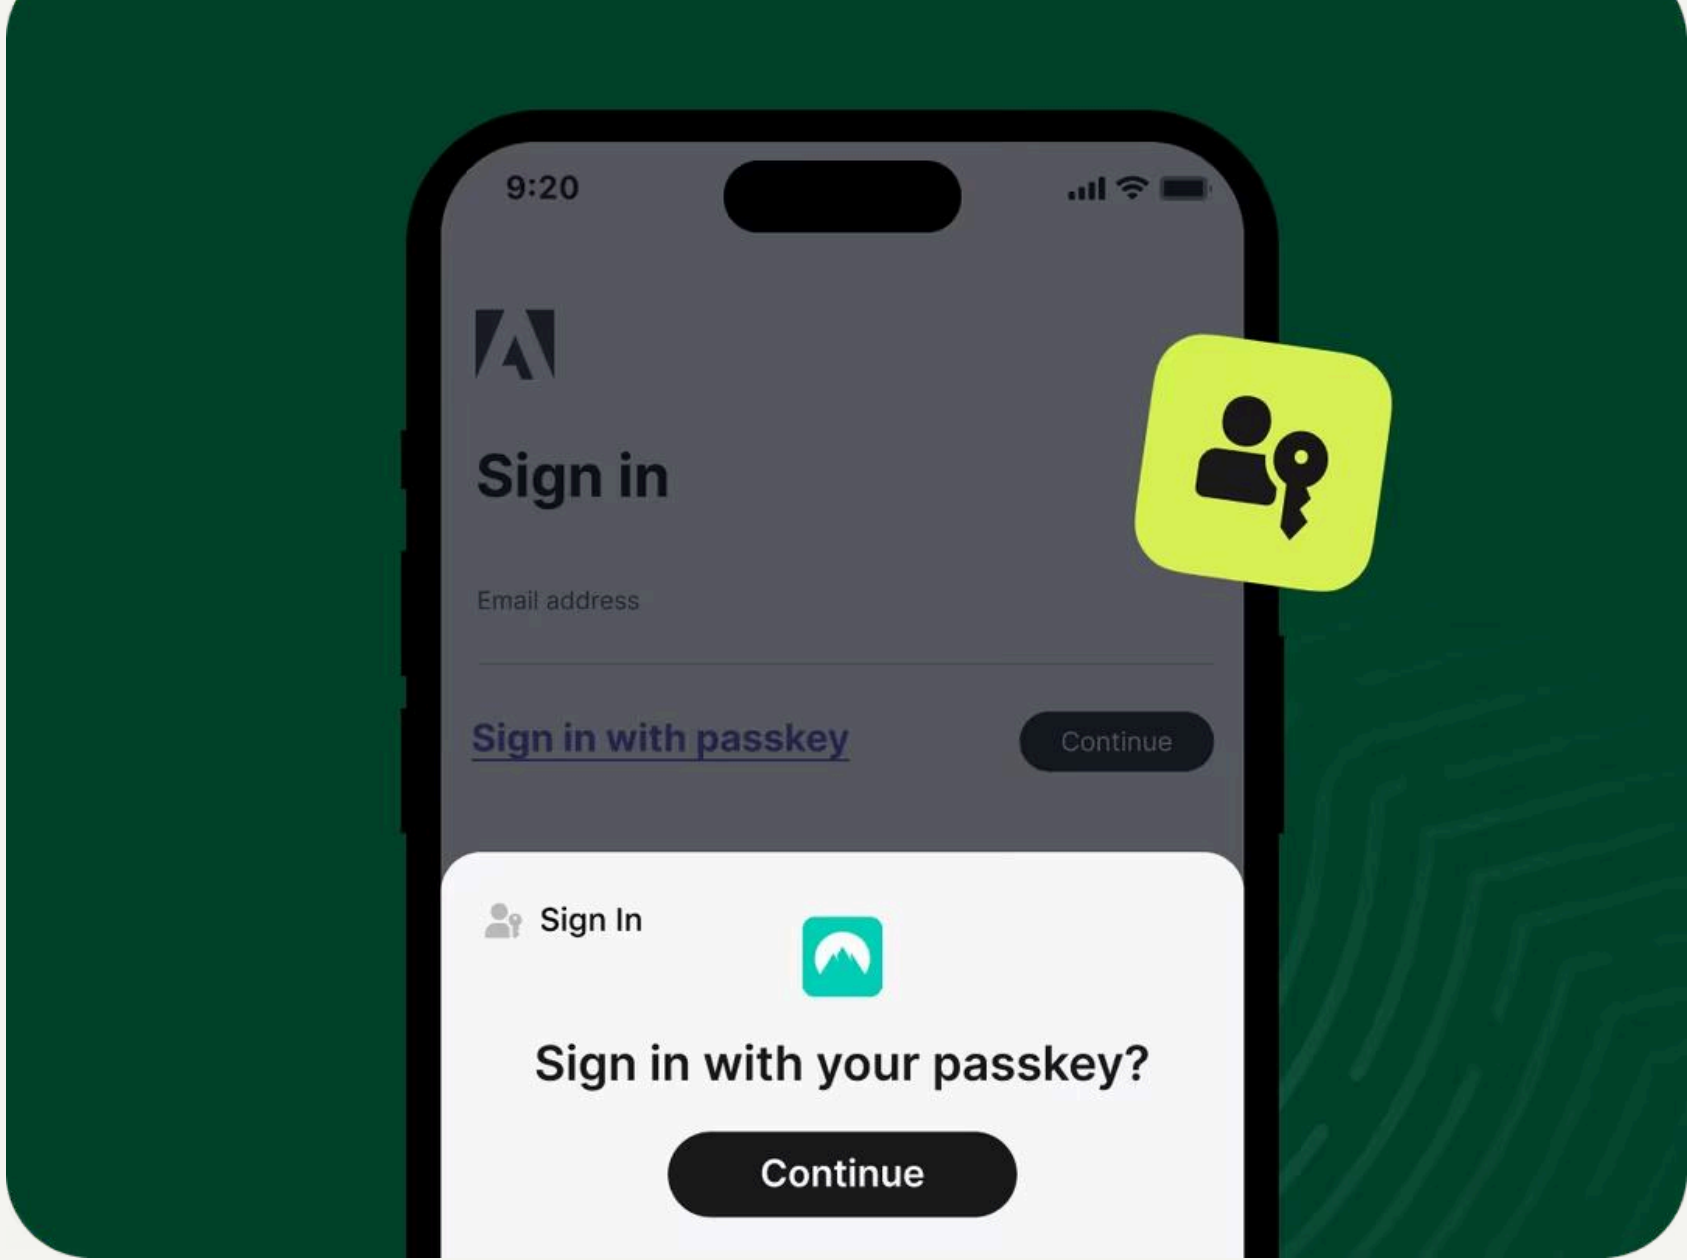 9:20
Sign in
Email address
Sign in with passkey
Continue
Sign In
Sign in with your passkey?
Continue